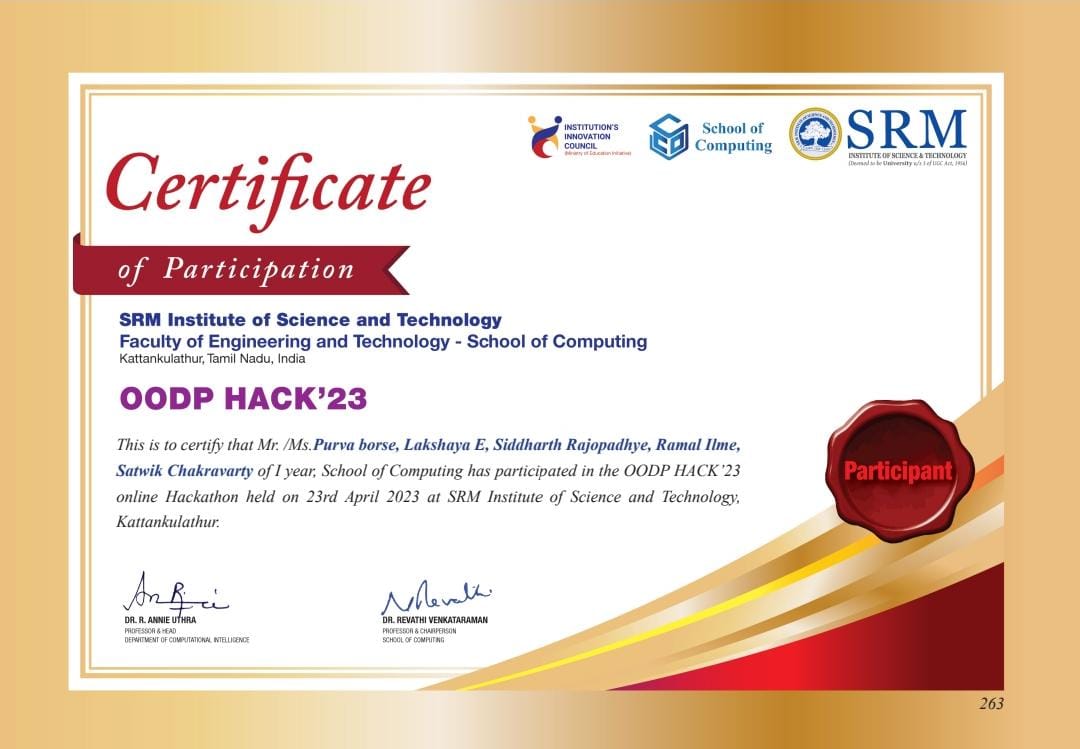 INSTITUTION'S
INNOVATION
COUNCIL
(Ministry of Education Initiative)
School of
Computing
SRM
INSTITUTE OF SCIENCE & TECHNOLOGY
(Deemed to be University u/s 3 of UGC Act, 1956)
Certificate
of Participation
SRM Institute of Science and Technology
Faculty of Engineering and Technology - School of Computing
Kattankulathur, Tamil Nadu, India
OODP HACK'23
This is to certify that Mr. /Ms.Purva borse, Lakshaya E, Siddharth Rajopadhye, Ramal Ilme,
Satwik Chakravarty of I year, School of Computing has participated in the OODP HACK'23
online Hackathon held on 23rd April 2023 at SRM Institute of Science and Technology,
Kattankulathur.
Participant
DR. R. ANNIE UTHRA
PROFESSOR & HEAD
DEPARTMENT OF COMPUTATIONAL INTELLIGENCE
DR. REVATHI VENKATARAMAN
PROFESSOR & CHAIRPERSON
SCHOOL OF COMPUTING
263